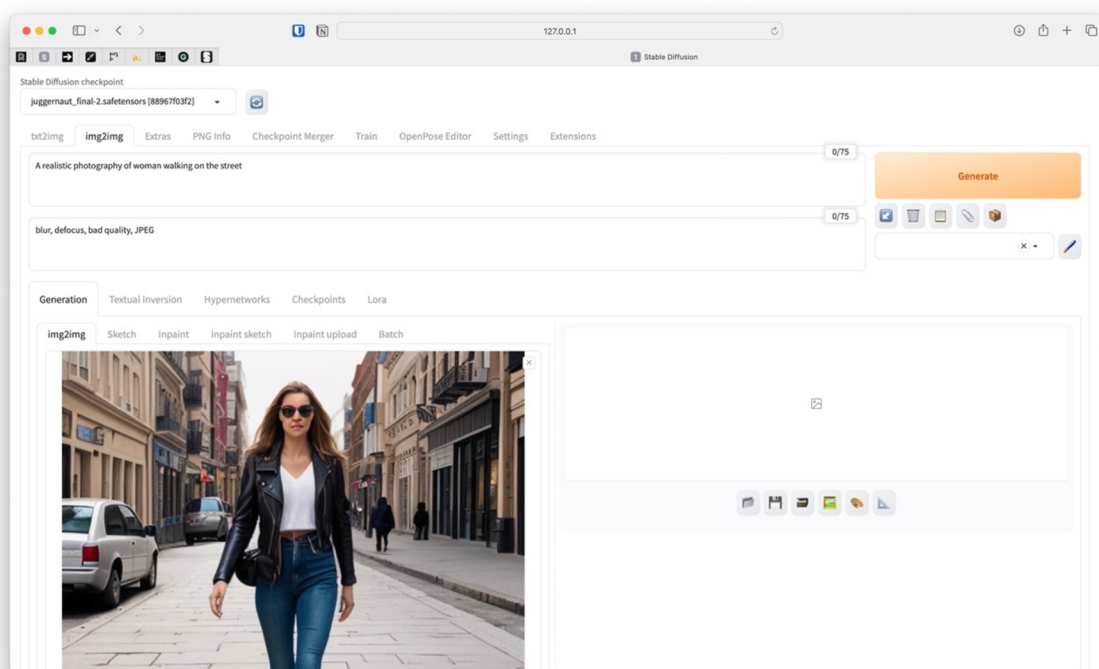 127.0.0.1
1 Stable Diffusion
Stable Diffusion checkpoint
juggernaut_final-2.safetensors [88967f03f2]
txt2img img2img Extras PNG Info Checkpoint Merger Train OpenPose Editor Settings Extensions
0/75
A realistic photography of woman walking on the street
Generate
0/75
blur, defocus, bad quality, JPEG
Generation Textual Inversion Hypernetworks Checkpoints Lora
img2img Sketch Inpaint Inpaint sketch Inpaint upload Batch